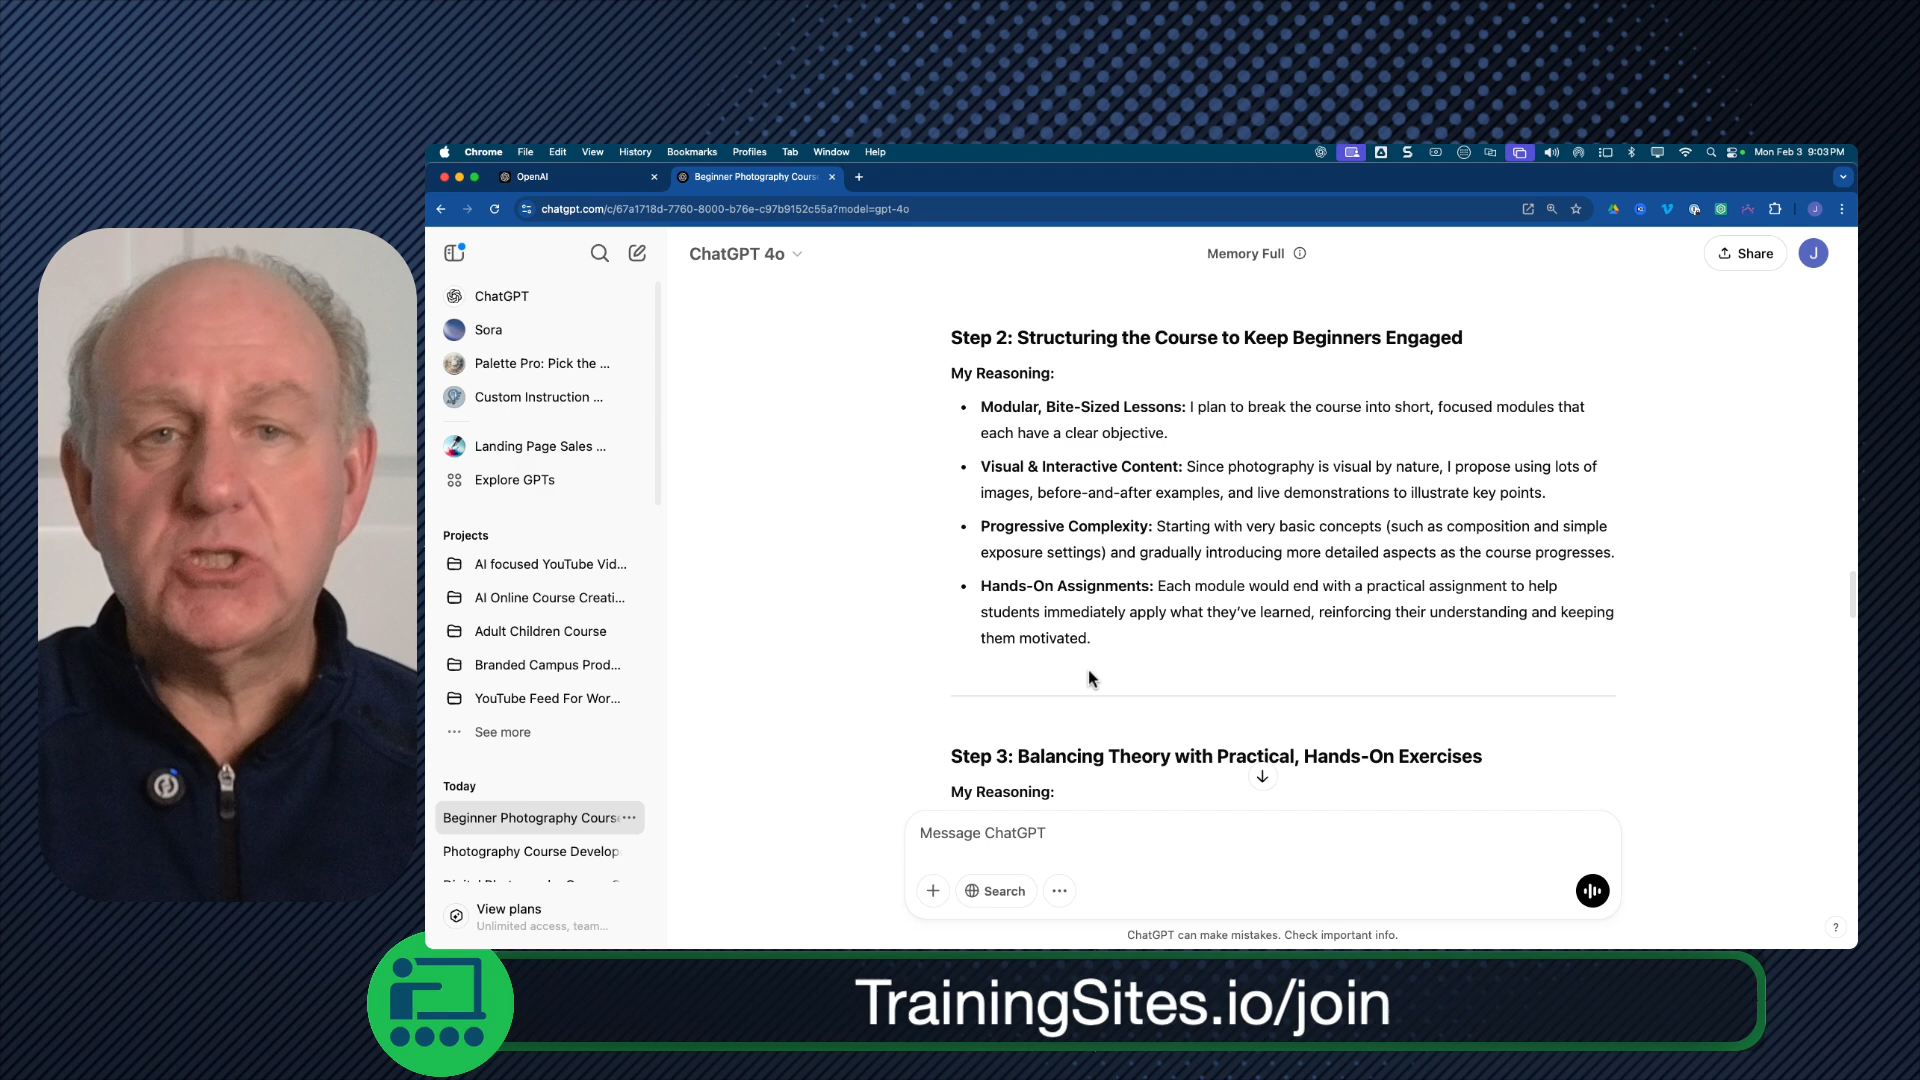 Chrome File Edit View History Bookmarks Profiles Tab Window Help
Mon Feb 3 9:03 PM
OpenAI
Beginner Photography Cours
chatgpt.com/c/67a1718d-7760-8000-b76e-c97b9152c55a?model=gpt-4o
ChatGPT 4o
Memory Full
Share
J
ChatGPT
Sora
Palette Pro: Pick the ...
Custom Instruction ...
Landing Page Sales ...
Explore GPTs
Projects
AI focused YouTube Vid...
AI Online Course Creati...
Adult Children Course
Branded Campus Prod...
YouTube Feed For Wor...
See more
Today
Beginner Photography Cours
Photography Course Develop
View plans
Unlimited access, team...
Step 2: Structuring the Course to Keep Beginners Engaged
My Reasoning:
• Modular, Bite-Sized Lessons: I plan to break the course into short, focused modules that
each have a clear objective.
• Visual & Interactive Content: Since photography is visual by nature, I propose using lots of
images, before-and-after examples, and live demonstrations to illustrate key points.
• Progressive Complexity: Starting with very basic concepts (such as composition and simple
exposure settings) and gradually introducing more detailed aspects as the course progresses.
• Hands-On Assignments: Each module would end with a practical assignment to help
students immediately apply what they’ve learned, reinforcing their understanding and keeping
them motivated.
Step 3: Balancing Theory with Practical, Hands-On Exercises
My Reasoning:
Message ChatGPT
Search
ChatGPT can make mistakes. Check important info.
?
TrainingSites.io/join